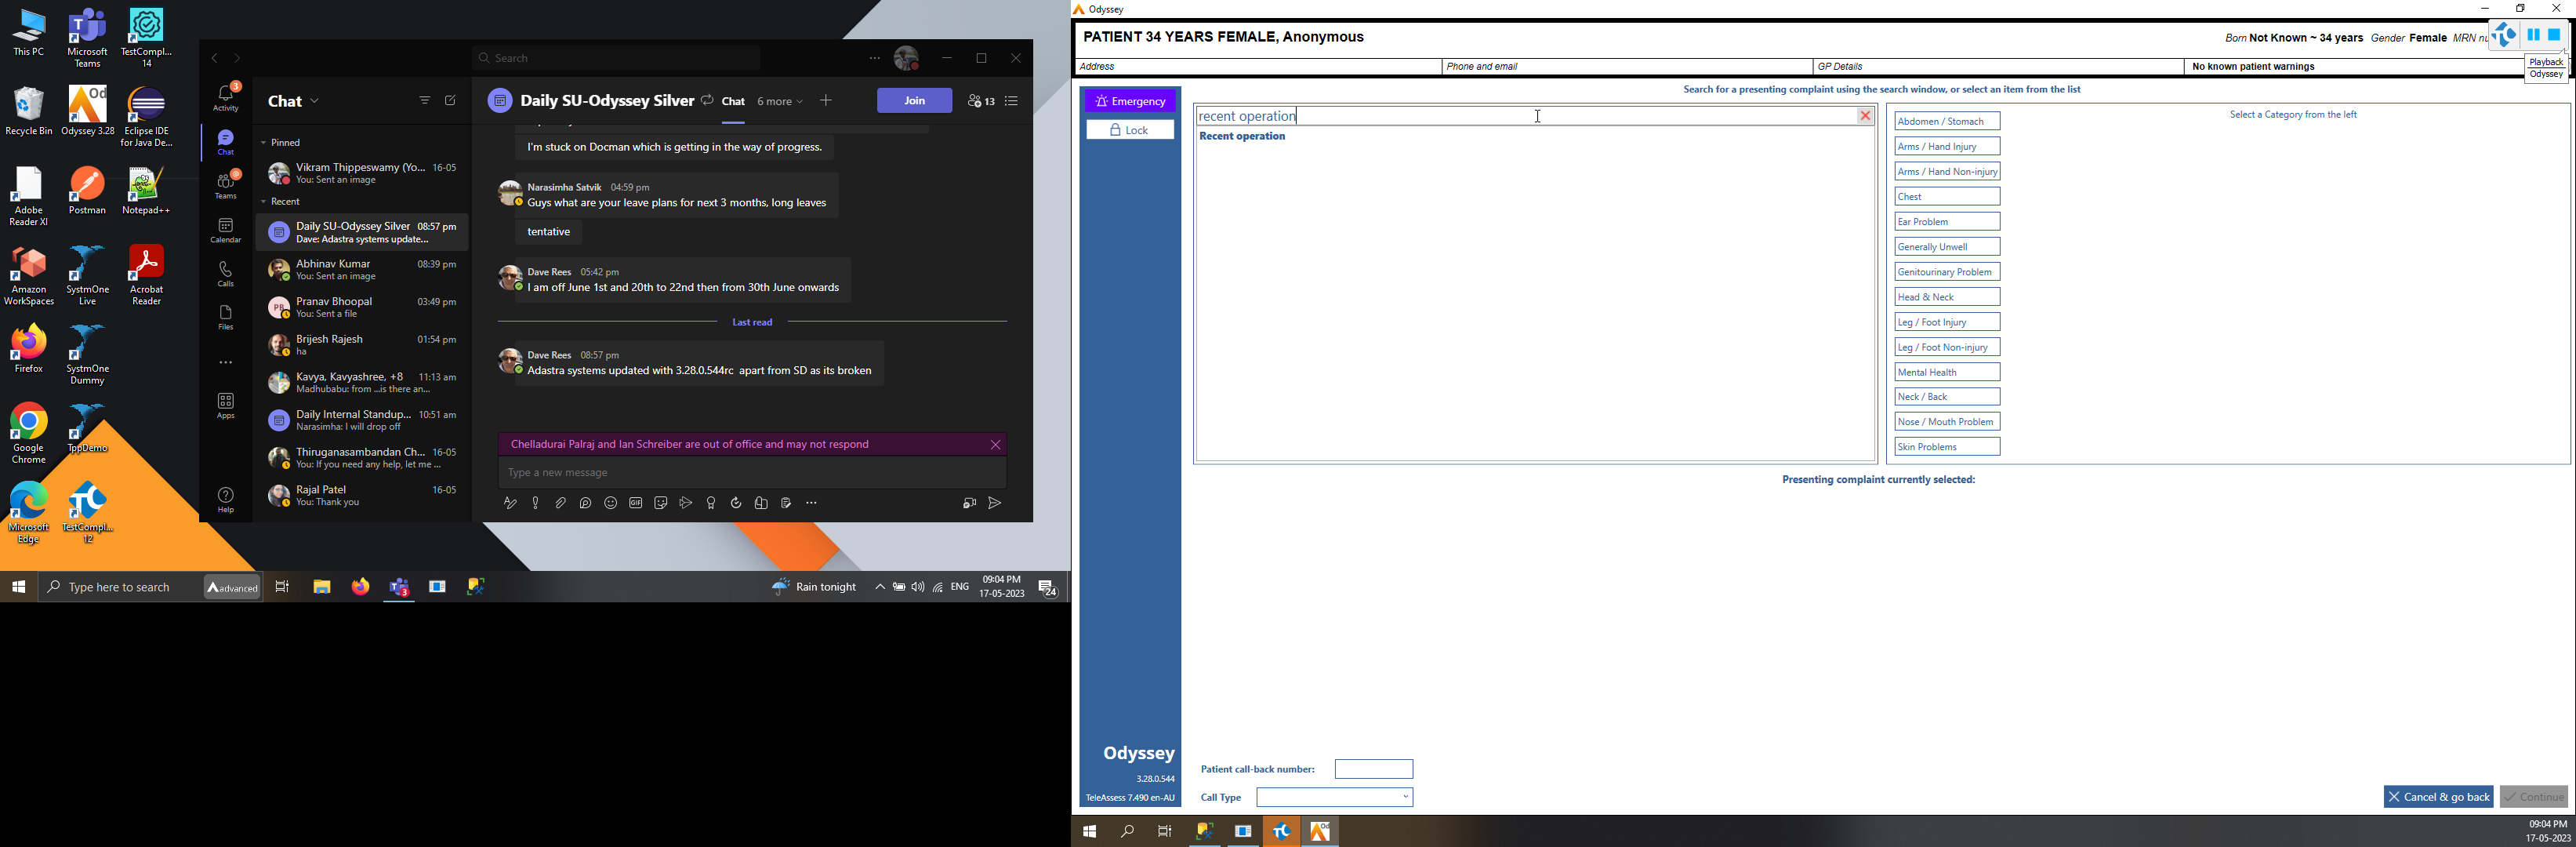 This PC
Microsoft Teams
TestCompl... 14
Recycle Bin
Odyssey 3.28
Eclipse IDE for Java De...
Adobe Reader XI
Postman
Notepad++
Amazon WorkSpaces
SystmOne Live
Acrobat Reader
Firefox
SystmOne Dummy
Google Chrome
TppDemo
Microsoft Edge
TestCompl... 12
Search
Activity
3
Chat
Teams
Calendar
Calls
Files
Apps
Help
Chat
Pinned
Vikram Thippeswamy (Yo... 16-05
You: Sent an image
Recent
Daily SU-Odyssey Silver 08:57 pm
Dave: Adastra systems update...
Abhinav Kumar 08:39 pm
You: Sent an image
PB
Pranav Bhoopal 03:49 pm
You: Sent a file
Brijesh Rajesh 01:54 pm
ha
Kavya, Kavyashree, +8 11:13 am
Madhubabu: from ...is there an...
Daily Internal Standup... 10:51 am
Narasimha: I will drop off
Thiruganasambandan Ch... 16-05
You: If you need any help, let me ...
Rajal Patel 16-05
You: Thank you
Daily SU-Odyssey Silver Chat 6 more Join 13
I'm stuck on Docman which is getting in the way of progress.
Narasimha Satvik 04:59 pm
Guys what are your leave plans for next 3 months, long leaves
tentative
Dave Rees 05:42 pm
I am off June 1st and 20th to 22nd then from 30th June onwards
Last read
Dave Rees 08:57 pm
Adastra systems updated with 3.28.0.544rc apart from SD as its broken
Chelladurai Palraj and Ian Schreiber are out of office and may not respond
Type a new message
GIF
Type here to search
advanced
3
Rain tonight
ENG
09:04 PM
17-05-2023
24
Odyssey
PATIENT 34 YEARS FEMALE, Anonymous
Born Not Known ~ 34 years Gender Female MRN nu
Address
Phone and email
GP Details
No known patient warnings
Playback
Odyssey
Search for a presenting complaint using the search window, or select an item from the list
Emergency
Lock
recent operation
Recent operation
Abdomen / Stomach
Arms / Hand Injury
Arms / Hand Non-injury
Chest
Ear Problem
Generally Unwell
Genitourinary Problem
Head & Neck
Leg / Foot Injury
Leg / Foot Non-injury
Mental Health
Neck / Back
Nose / Mouth Problem
Skin Problems
Select a Category from the left
Presenting complaint currently selected:
Odyssey
3.28.0.544
TeleAssess 7.490 en-AU
Patient call-back number:
Call Type
Cancel & go back
Continue
09:04 PM
17-05-2023